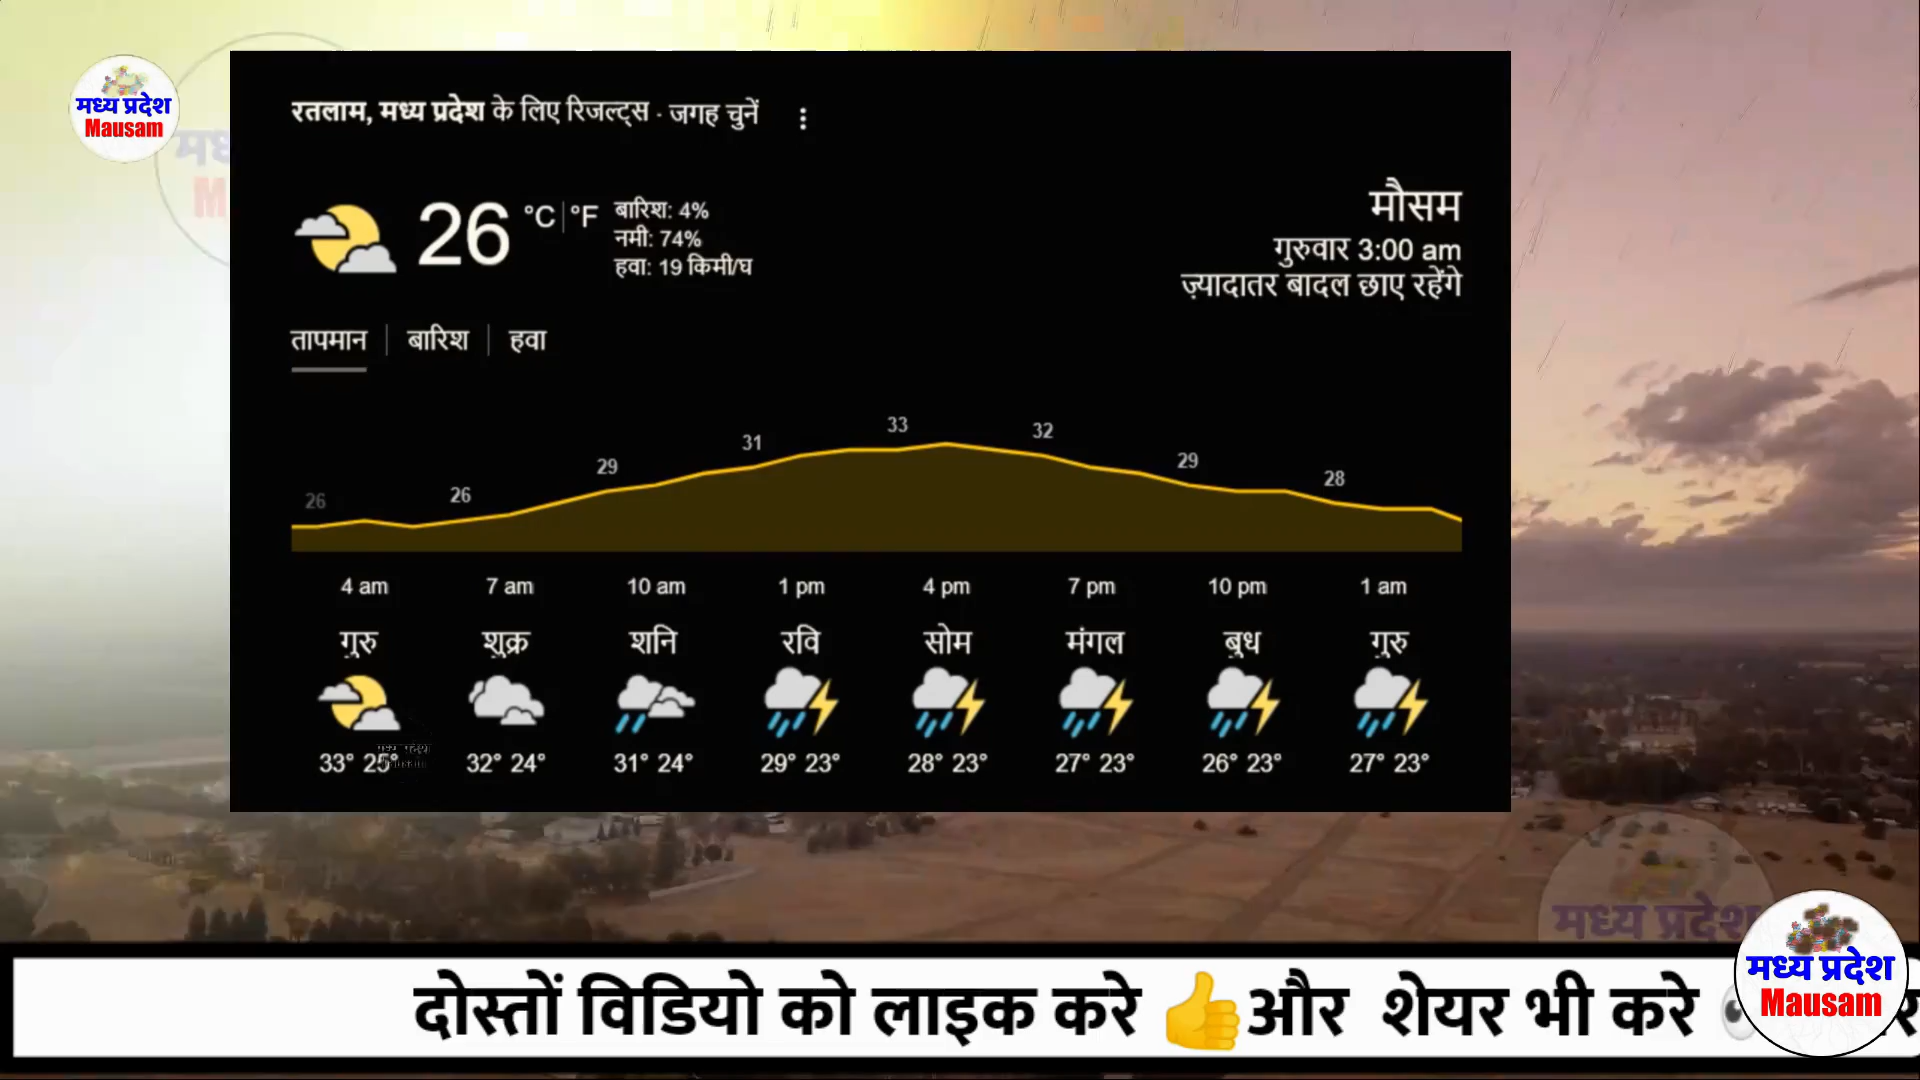 मध्य प्रदेश
Mausam
रतलाम, मध्य प्रदेश के लिए रिजल्ट्स · जगह चुनें
26 °C | °F
बारिश: 4%
नमी: 74%
हवा: 19 किमी/घ
मौसम
गुरुवार 3:00 am
ज़्यादातर बादल छाए रहेंगे
तापमान | बारिश | हवा
26 26 29 31 33 32 29 28
4 am 7 am 10 am 1 pm 4 pm 7 pm 10 pm 1 am
गुरु शुक्र शनि रवि सोम मंगल बुध गुरु
33° 25° 32° 24° 31° 24° 29° 23° 28° 23° 27° 23° 26° 23° 27° 23°
मध्य प्रदेश
दोस्तों विडियो को लाइक करे 👍और शेयर भी करे
मध्य प्रदेश
Mausam